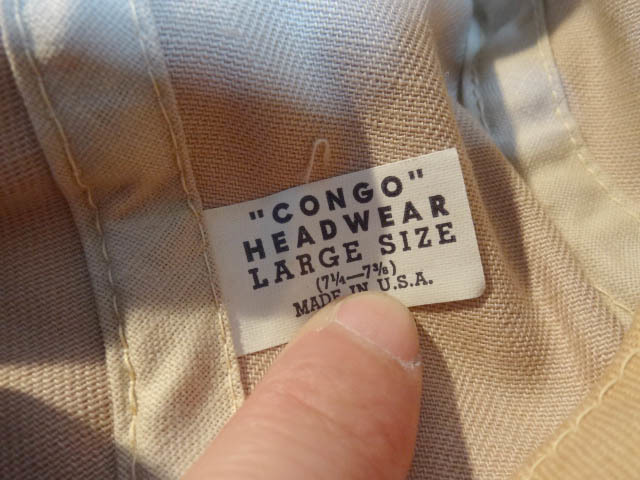 "CONGO"
HEADWEAR
LARGE SIZE
(7¼—7⅜)
MADE IN U.S.A.